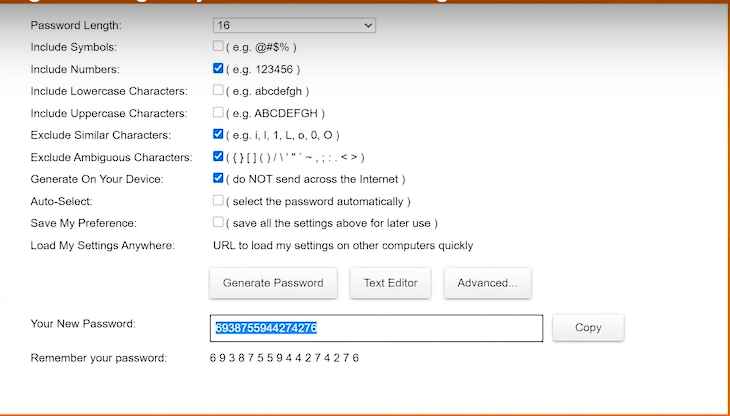 Password Length: 16
Include Symbols: ( e.g. @#$% )
Include Numbers: ( e.g. 123456 )
Include Lowercase Characters: ( e.g. abcdefgh )
Include Uppercase Characters: ( e.g. ABCDEFGH )
Exclude Similar Characters: ( e.g. i, l, 1, L, o, 0, O )
Exclude Ambiguous Characters: ( { } [ ] ( ) / \ ' " ` ~ , ; : . < > )
Generate On Your Device: ( do NOT send across the Internet )
Auto-Select: ( select the password automatically )
Save My Preference: ( save all the settings above for later use )
Load My Settings Anywhere: URL to load my settings on other computers quickly
Generate Password Text Editor Advanced...
Your New Password: 6938755944274276 Copy
Remember your password: 6 9 3 8 7 5 5 9 4 4 2 7 4 2 7 6